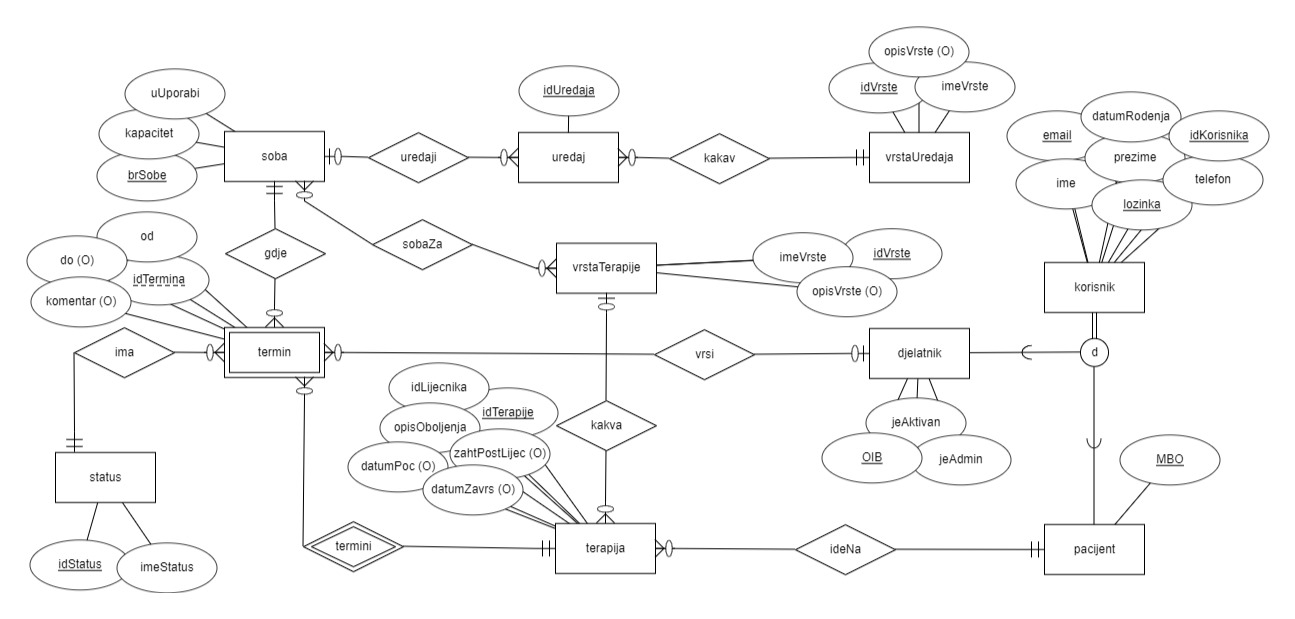 opisVrste (O)
idVrste
imeVrste
idUredaja
uUporabi
kapacitet
brSobe
soba
uredaji
uredaj
kakav
vrstaUredaja
datumRodenja
email
idKorisnika
prezime
ime
telefon
lozinka
korisnik
od
do (O)
idTermina
komentar (O)
gdje
sobaZa
vrstaTerapije
imeVrste
idVrste
opisVrste (O)
ima
termin
vrsi
djelatnik
d
jeAktivan
OIB
jeAdmin
idLijecnika
idTerapije
opisOboljenja
zahtPostLijec (O)
datumPoc (O)
datumZavrs (O)
kakva
status
idStatus
imeStatus
termini
terapija
ideNa
pacijent
MBO